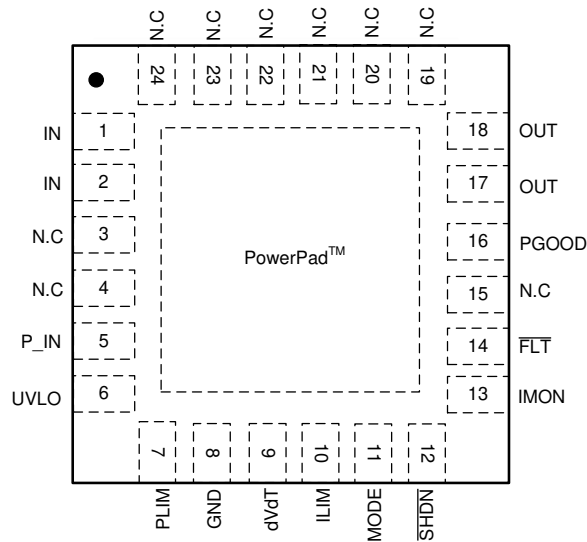 N.C N.C N.C N.C N.C N.C
24 23 22 21 20 19
IN 1 18 OUT
IN 2 17 OUT
N.C 3 16 PGOOD
N.C 4 15 N.C
P_IN 5 14 FLT
UVLO 6 13 IMON
PowerPad™
7 8 9 10 11 12
PLIM GND dVdT ILIM MODE SHDN